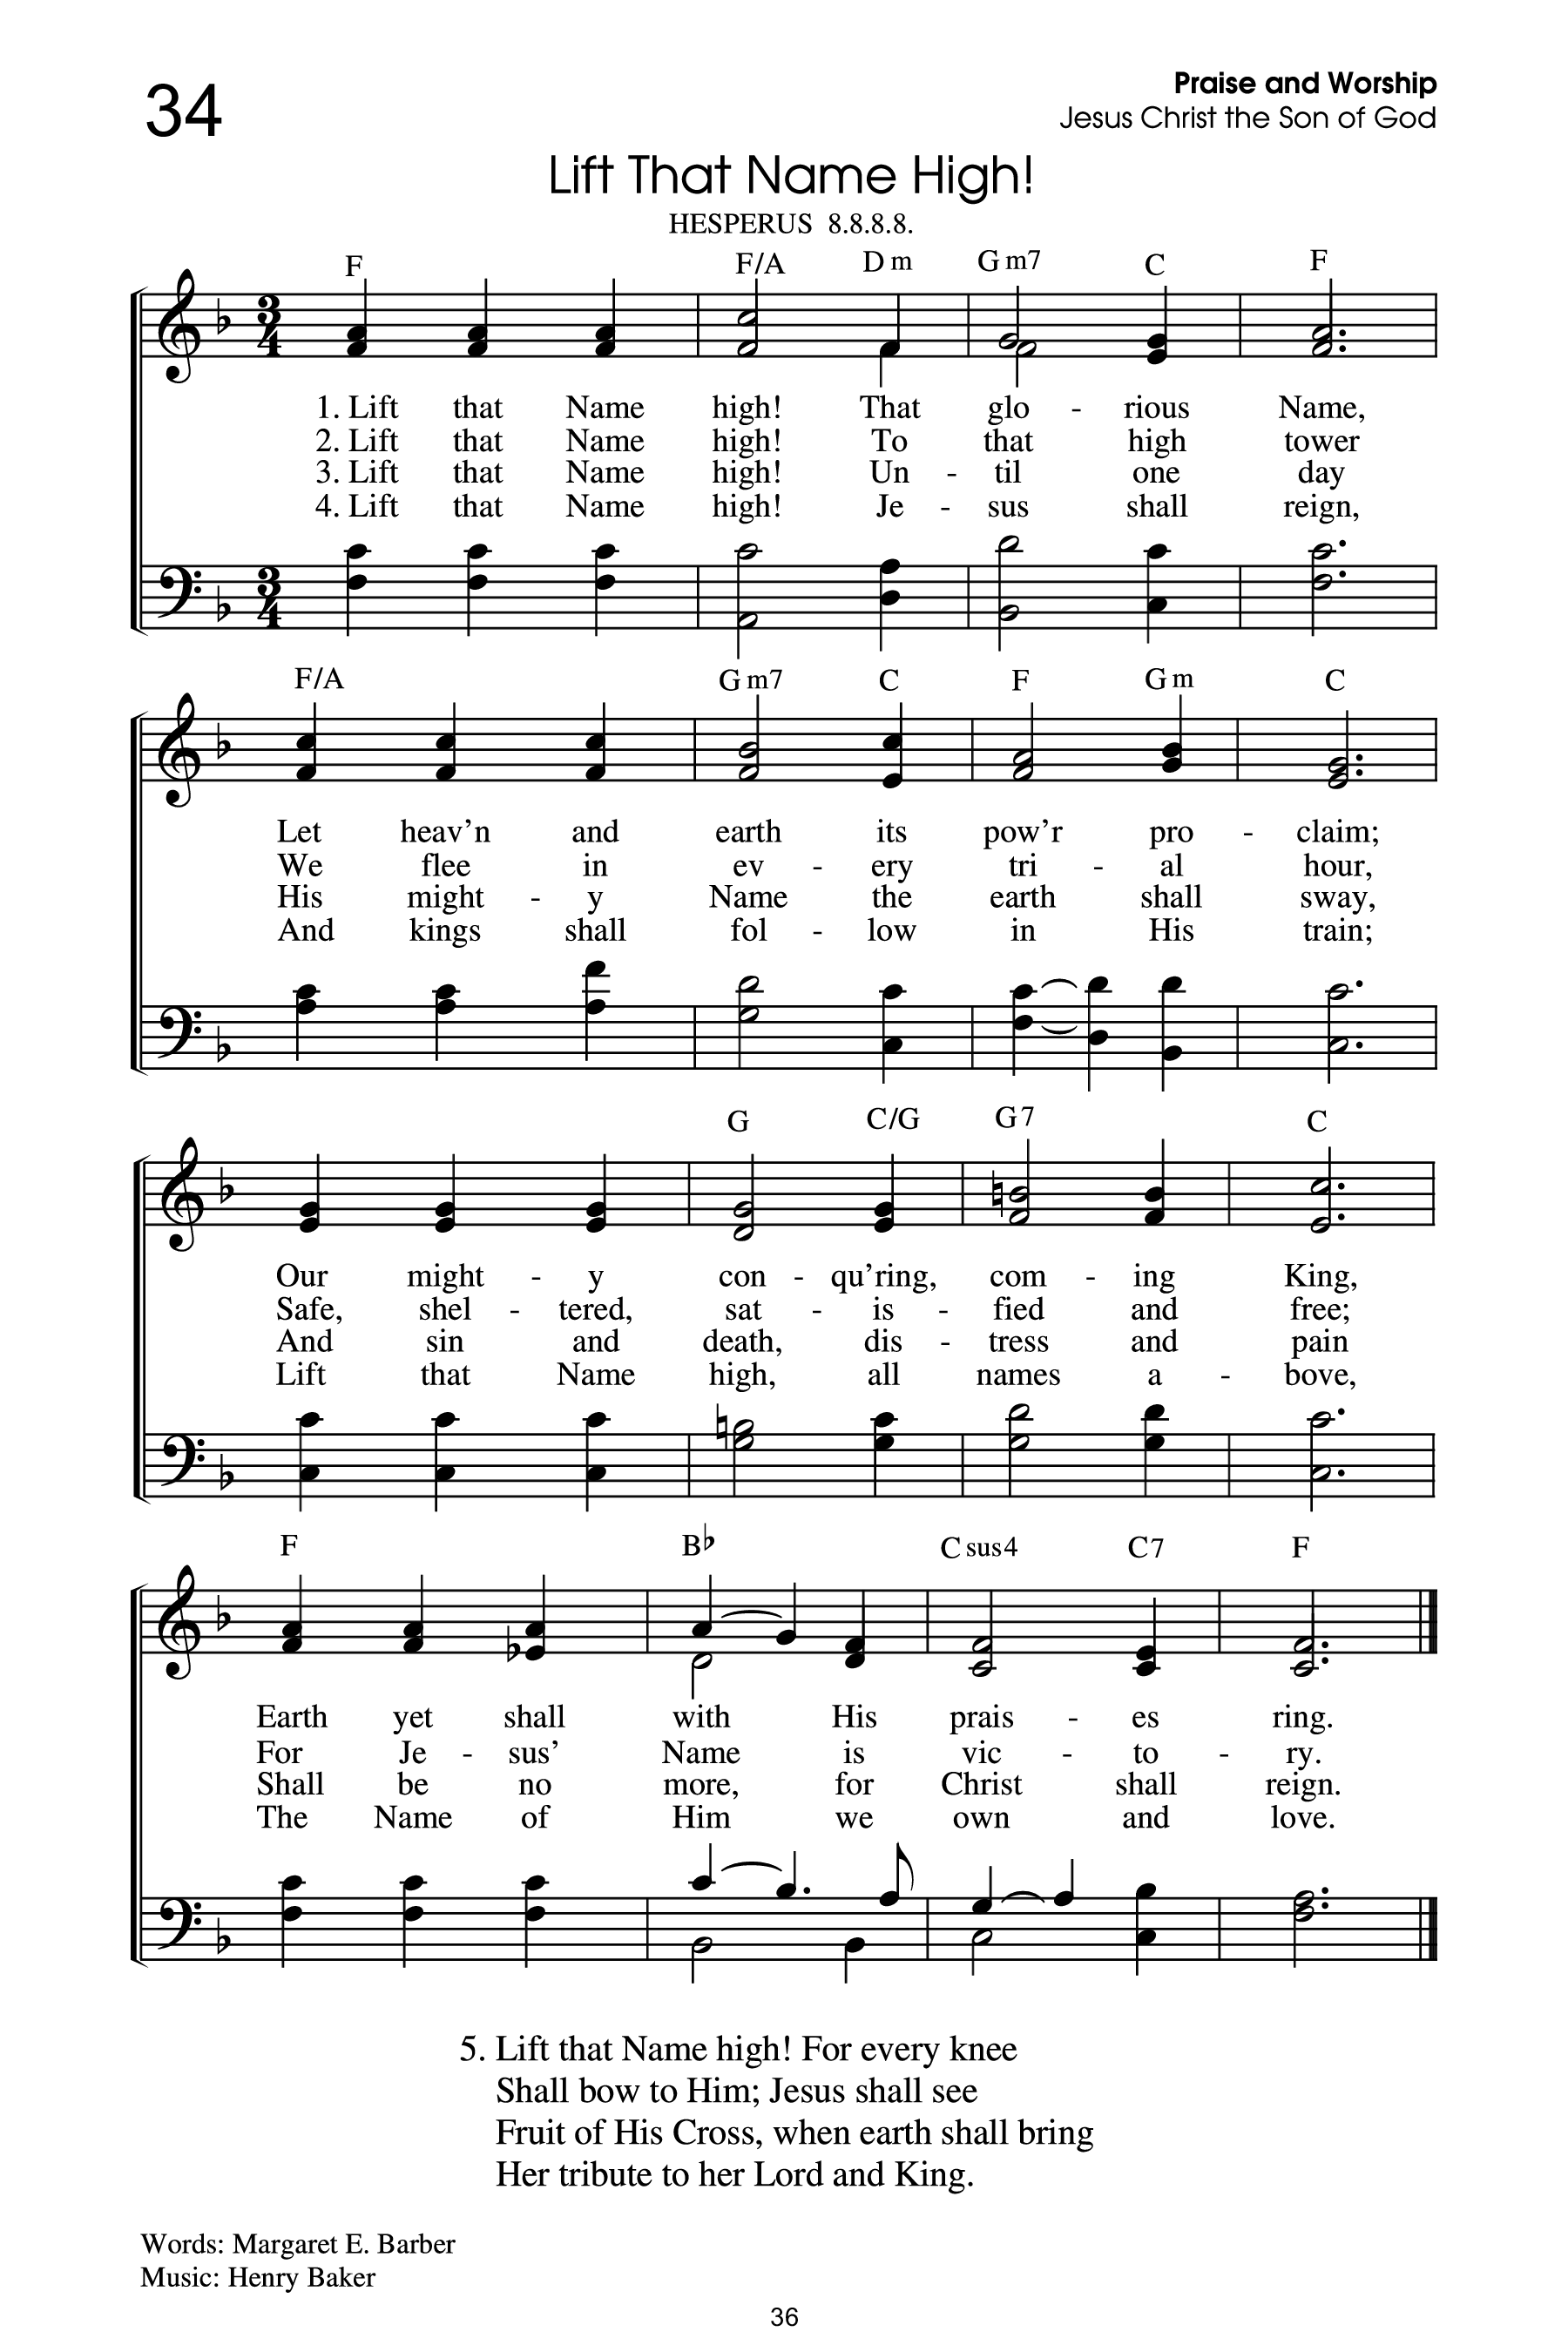 34
Praise and Worship
Jesus Christ the Son of God
Lift That Name High!
HESPERUS 8.8.8.8.
F F/A Dm Gm7 C F
1. Lift that Name high! That glo - rious Name,
2. Lift that Name high! To that high tower
3. Lift that Name high! Un - til one day
4. Lift that Name high! Je - sus shall reign,
F/A Gm7 C F Gm C
Let heav’n and earth its pow’r pro - claim;
We flee in ev - ery tri - al hour,
His might - y Name the earth shall sway,
And kings shall fol - low in His train;
G C/G G7 C
Our might - y con - qu’ring, com - ing King,
Safe, shel - tered, sat - is - fied and free;
And sin and death, dis - tress and pain
Lift that Name high, all names a - bove,
F B♭ Csus4 C7 F
Earth yet shall with His prais - es ring.
For Je - sus’ Name is vic - to - ry.
Shall be no more, for Christ shall reign.
The Name of Him we own and love.
5. Lift that Name high! For every knee
Shall bow to Him; Jesus shall see
Fruit of His Cross, when earth shall bring
Her tribute to her Lord and King.
Words: Margaret E. Barber
Music: Henry Baker
36